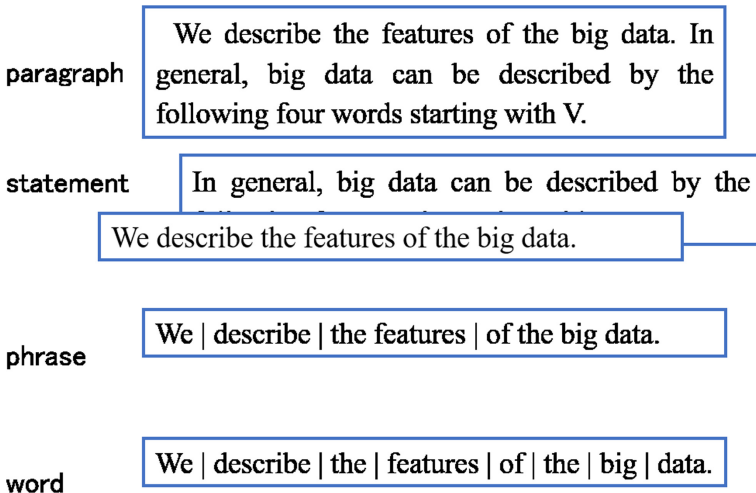 We describe the features of the big data. In
paragraph
general, big data can be described by the
following four words starting with V.
statement
In general, big data can be described by the
We describe the features of the big data.
We | describe | the features | of the big data.
phrase
We | describe | the | features | of | the | big | data.
word